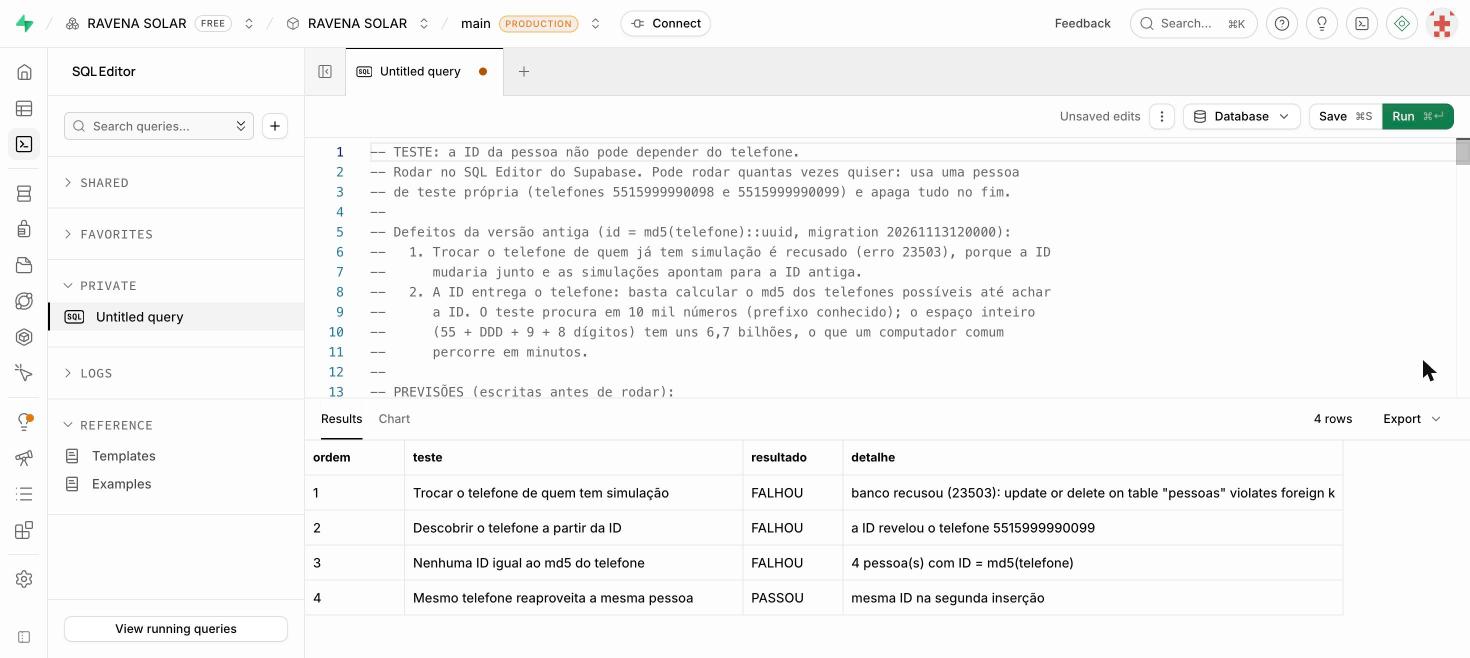 RAVENA SOLAR FREE RAVENA SOLAR main PRODUCTION Connect Feedback Search... ⌘K
SQL Editor
SQL Untitled query
Search queries...
Unsaved edits Database Save ⌘S Run ⌘↵
SHARED
FAVORITES
PRIVATE
SQL Untitled query
LOGS
REFERENCE
Templates
Examples
View running queries
1 -- TESTE: a ID da pessoa não pode depender do telefone.
2 -- Rodar no SQL Editor do Supabase. Pode rodar quantas vezes quiser: usa uma pessoa
3 -- de teste própria (telefones 5515999990098 e 5515999990099) e apaga tudo no fim.
4 --
5 -- Defeitos da versão antiga (id = md5(telefone)::uuid, migration 20261113120000):
6 --   1. Trocar o telefone de quem já tem simulação é recusado (erro 23503), porque a ID
7 --      mudaria junto e as simulações apontam para a ID antiga.
8 --   2. A ID entrega o telefone: basta calcular o md5 dos telefones possíveis até achar
9 --      a ID. O teste procura em 10 mil números (prefixo conhecido); o espaço inteiro
10 --      (55 + DDD + 9 + 8 dígitos) tem uns 6,7 bilhões, o que um computador comum
11 --      percorre em minutos.
12 --
13 -- PREVISÕES (escritas antes de rodar):
Results Chart 4 rows Export
ordem teste resultado detalhe
1 Trocar o telefone de quem tem simulação FALHOU banco recusou (23503): update or delete on table "pessoas" violates foreign k
2 Descobrir o telefone a partir da ID FALHOU a ID revelou o telefone 5515999990099
3 Nenhuma ID igual ao md5 do telefone FALHOU 4 pessoa(s) com ID = md5(telefone)
4 Mesmo telefone reaproveita a mesma pessoa PASSOU mesma ID na segunda inserção